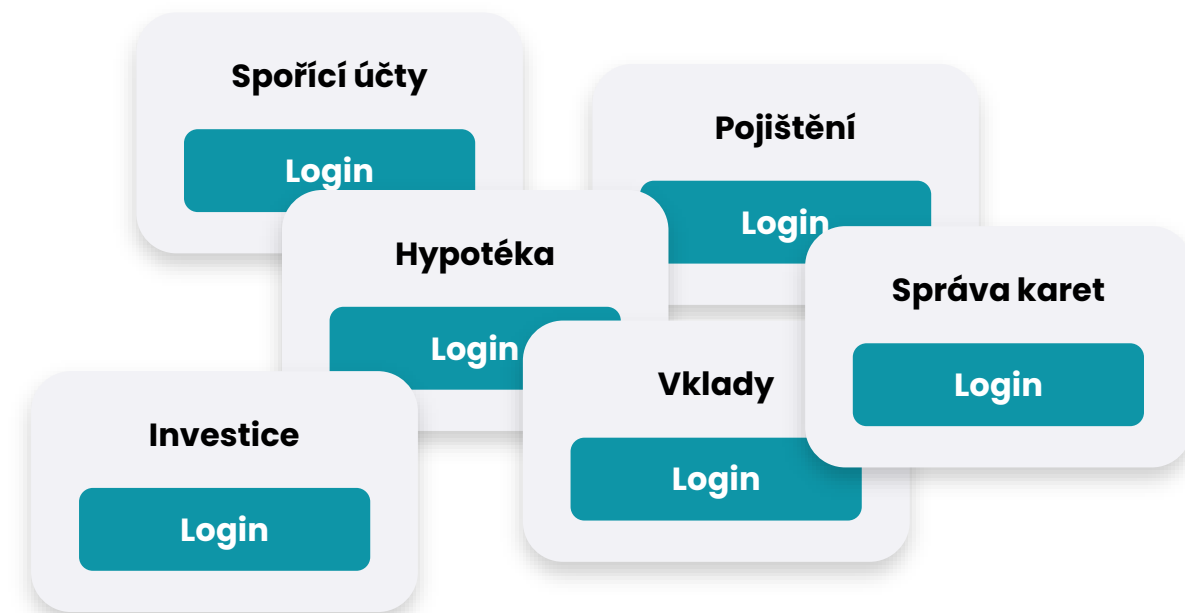 Spořící účty
Login
Pojištění
Login
Hypotéka
Login
Správa karet
Login
Vklady
Login
Investice
Login